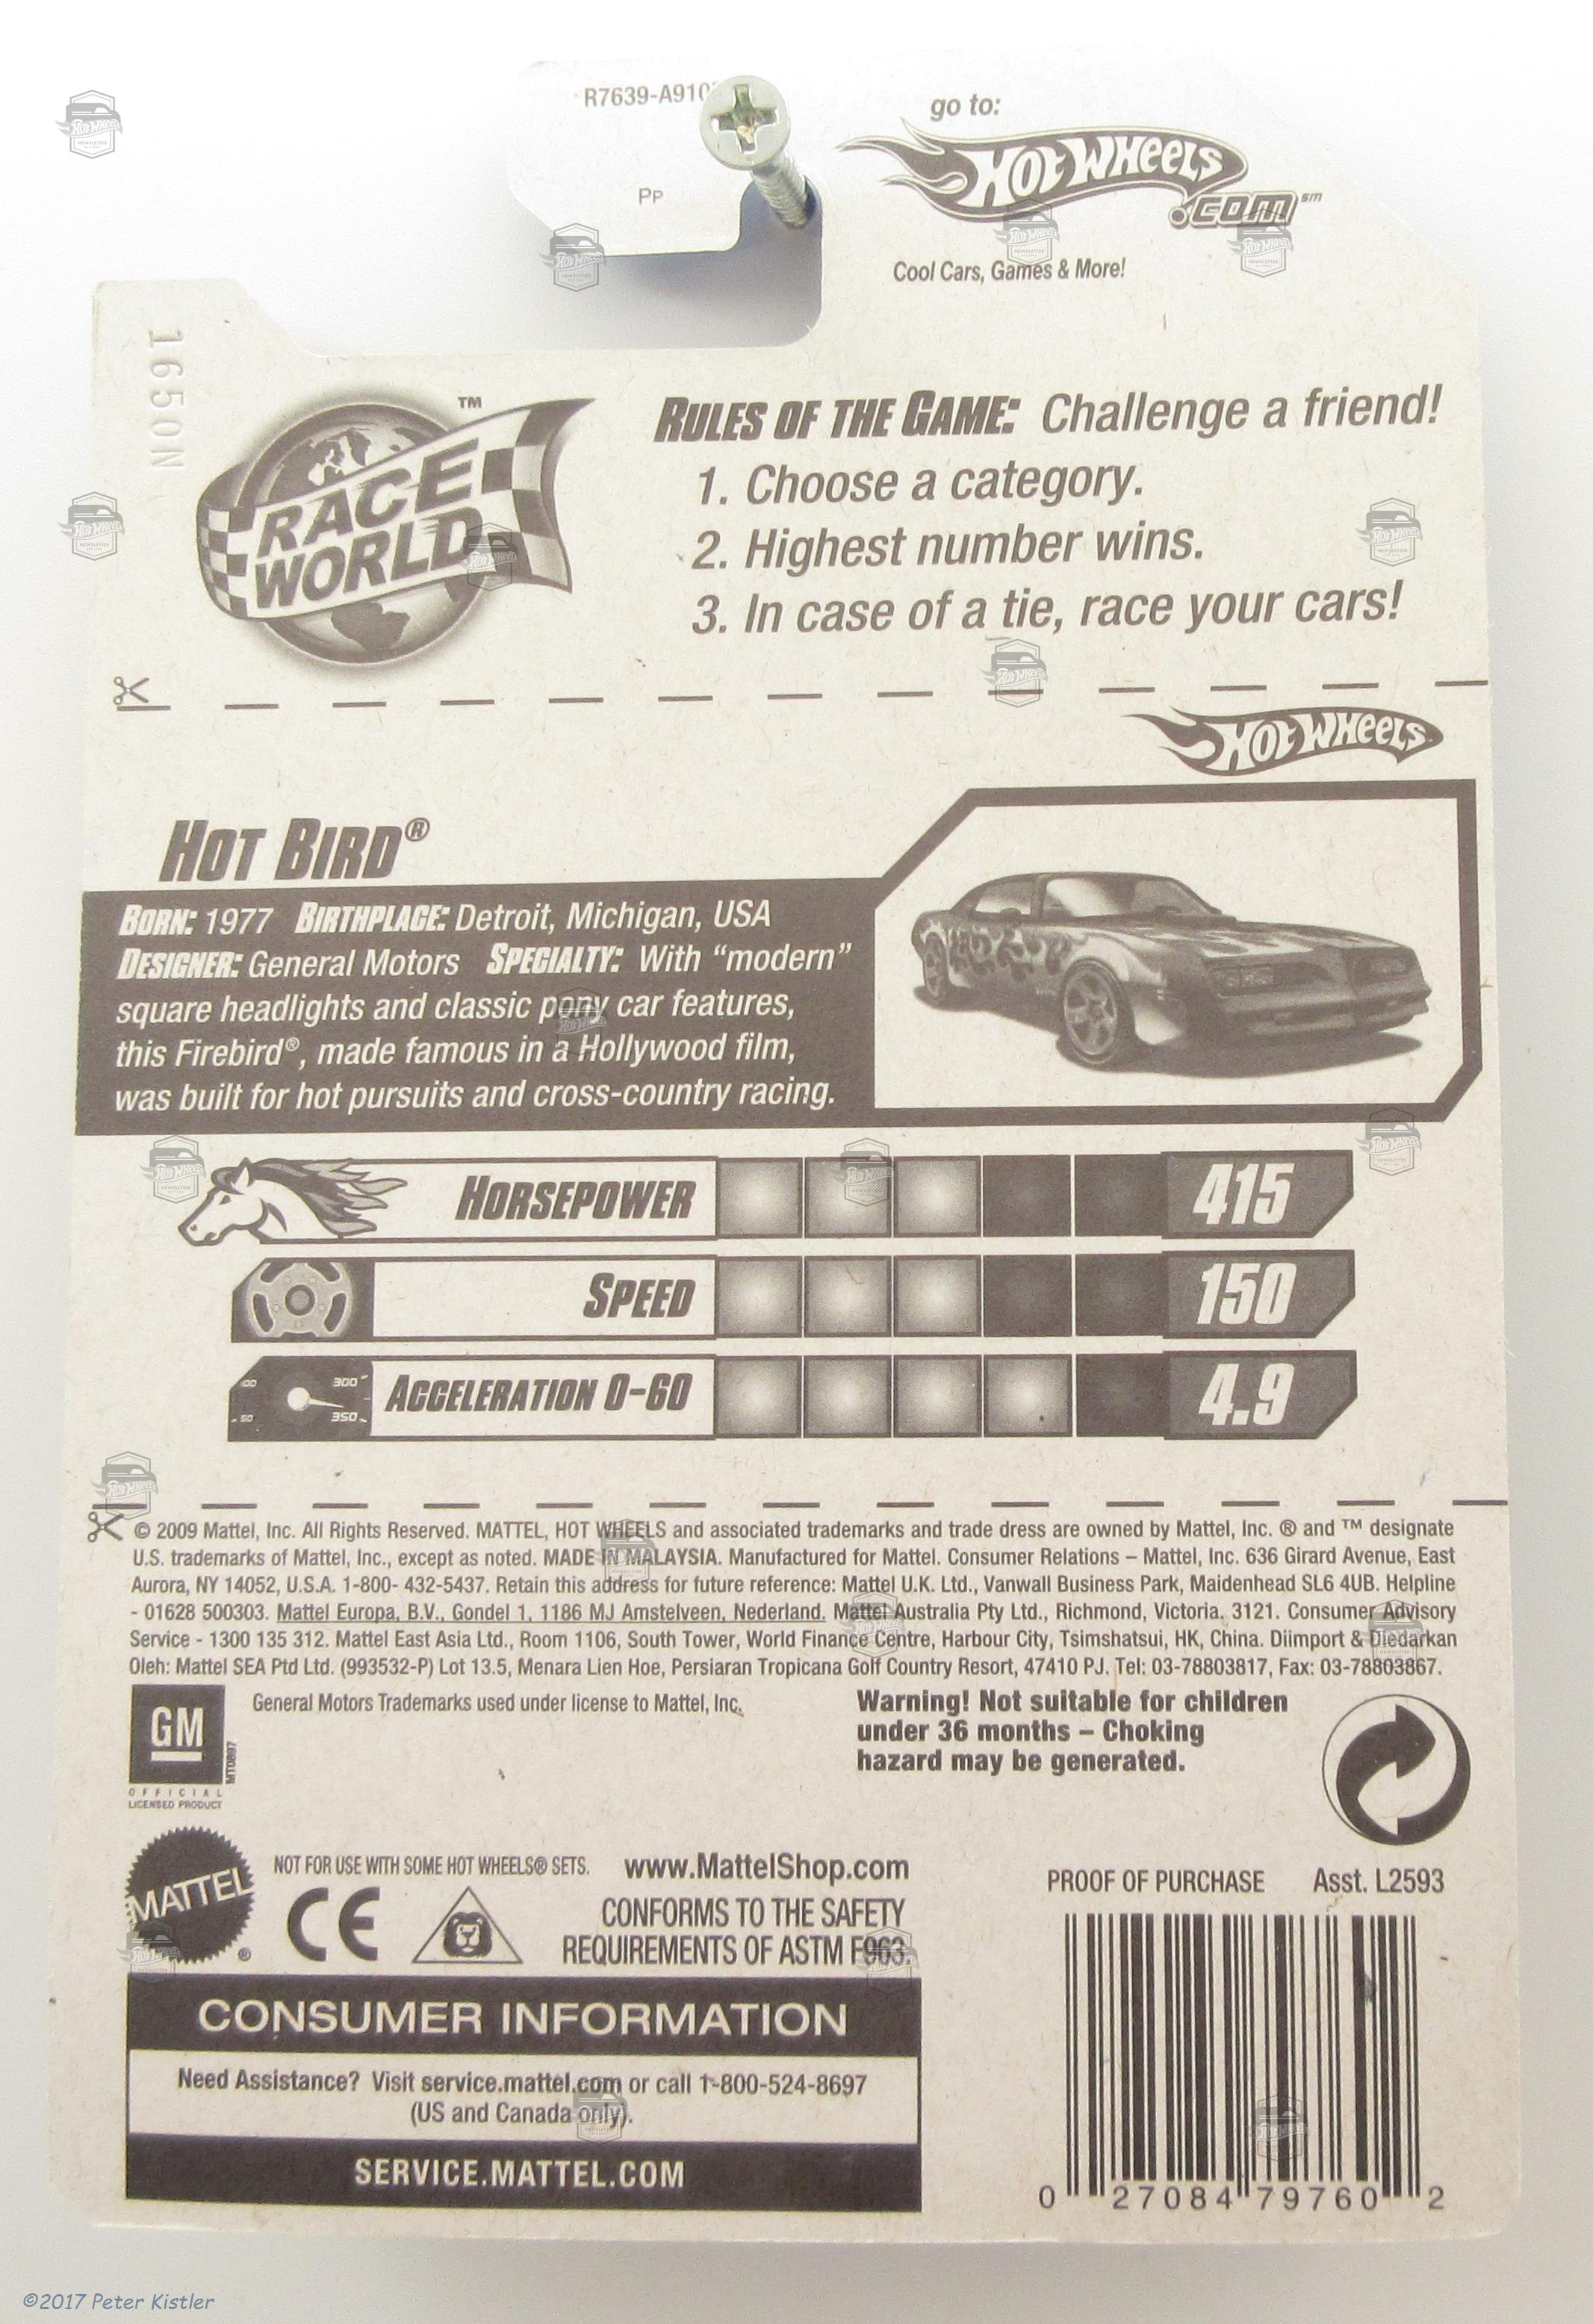 R7639-A910
Pp
go to:
Hot Wheels
.com℠
Cool Cars, Games & More!
1650N
RACE WORLD™
RULES OF THE GAME: Challenge a friend!
1. Choose a category.
2. Highest number wins.
3. In case of a tie, race your cars!
Hot Wheels
HOT BIRD®
BORN: 1977 BIRTHPLACE: Detroit, Michigan, USA
DESIGNER: General Motors SPECIALTY: With “modern”
square headlights and classic pony car features,
this Firebird®, made famous in a Hollywood film,
was built for hot pursuits and cross-country racing.
HORSEPOWER 415
SPEED 150
300
50 350
ACCELERATION 0-60 4.9
© 2009 Mattel, Inc. All Rights Reserved. MATTEL, HOT WHEELS and associated trademarks and trade dress are owned by Mattel, Inc. ® and ™ designate
U.S. trademarks of Mattel, Inc., except as noted. MADE IN MALAYSIA. Manufactured for Mattel. Consumer Relations – Mattel, Inc. 636 Girard Avenue, East
Aurora, NY 14052, U.S.A. 1-800- 432-5437. Retain this address for future reference: Mattel U.K. Ltd., Vanwall Business Park, Maidenhead SL6 4UB. Helpline
- 01628 500303. Mattel Europa, B.V., Gondel 1, 1186 MJ Amstelveen, Nederland. Mattel Australia Pty Ltd., Richmond, Victoria. 3121. Consumer Advisory
Service - 1300 135 312. Mattel East Asia Ltd., Room 1106, South Tower, World Finance Centre, Harbour City, Tsimshatsui, HK, China. Diimport & Diedarkan
Oleh: Mattel SEA Ptd Ltd. (993532-P) Lot 13.5, Menara Lien Hoe, Persiaran Tropicana Golf Country Resort, 47410 PJ. Tel: 03-78803817, Fax: 03-78803867.
GM
MT0897
OFFICIAL
LICENSED PRODUCT
General Motors Trademarks used under license to Mattel, Inc.
Warning! Not suitable for children
under 36 months – Choking
hazard may be generated.
MATTEL®
NOT FOR USE WITH SOME HOT WHEELS® SETS. www.MattelShop.com
CE
CONFORMS TO THE SAFETY
REQUIREMENTS OF ASTM F963.
PROOF OF PURCHASE Asst. L2593
CONSUMER INFORMATION
Need Assistance? Visit service.mattel.com or call 1-800-524-8697
(US and Canada only).
SERVICE.MATTEL.COM
0 27084 79760 2
©2017 Peter Kistler